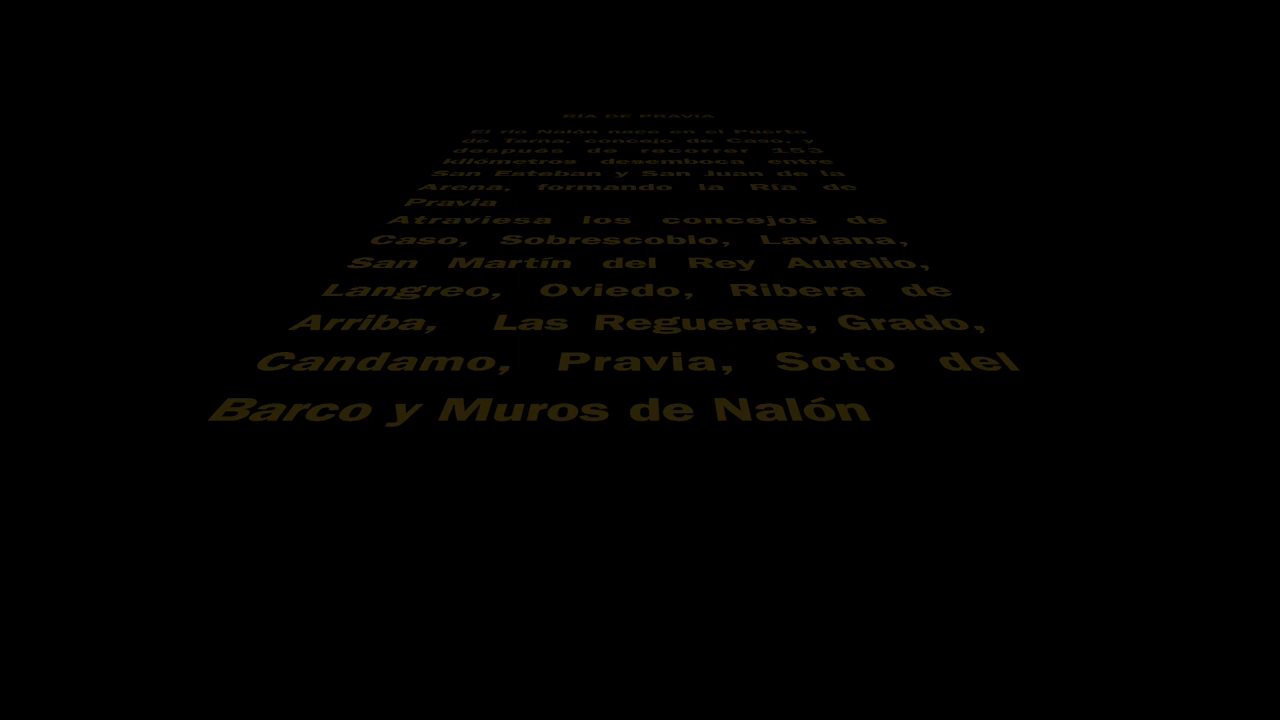 RÍA DE PRAVIA
El río Nalón nace en el Puerto
de Tarna, concejo de Caso, y
después de recorrer 153
kilómetros desemboca entre
San Esteban y San Juan de la
Arena, formando la Ría de
Pravia
Atraviesa los concejos de
Caso, Sobrescobio, Laviana,
San Martín del Rey Aurelio,
Langreo, Oviedo, Ribera de
Arriba, Las Regueras, Grado,
Candamo, Pravia, Soto del
Barco y Muros de Nalón